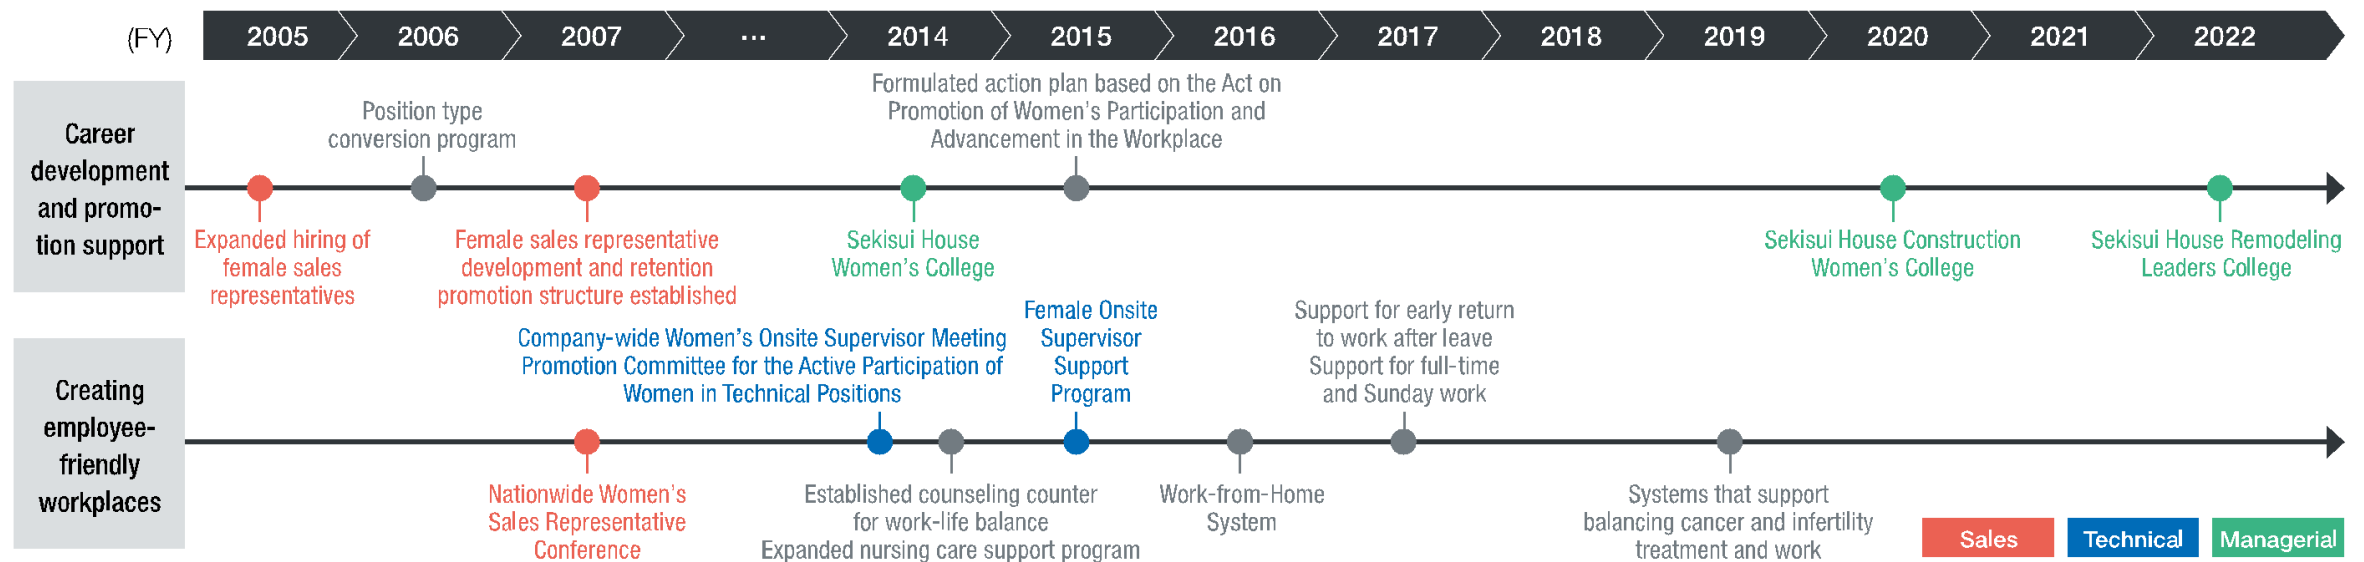 (FY)
2005
2006
2007
...
2014
2015
2016
2017
2018
2019
2020
2021
2022
Career
development
and promo-
tion support
Position type
conversion program
Formulated action plan based on the Act on
Promotion of Women's Participation and
Advancement in the Workplace
Expanded hiring of
female sales
representatives
Female sales representative
development and retention
promotion structure established
Sekisui House
Women's College
Sekisui House Construction
Women's College
Sekisui House Remodeling
Leaders College
Creating
employee-
friendly
workplaces
Company-wide Women's Onsite Supervisor Meeting
Promotion Committee for the Active Participation of
Women in Technical Positions
Female Onsite
Supervisor
Support
Program
Support for early return
to work after leave
Support for full-time
and Sunday work
Nationwide Women's
Sales Representative
Conference
Established counseling counter
for work-life balance
Expanded nursing care support program
Work-from-Home
System
Systems that support
balancing cancer and infertility
treatment and work
Sales
Technical
Managerial